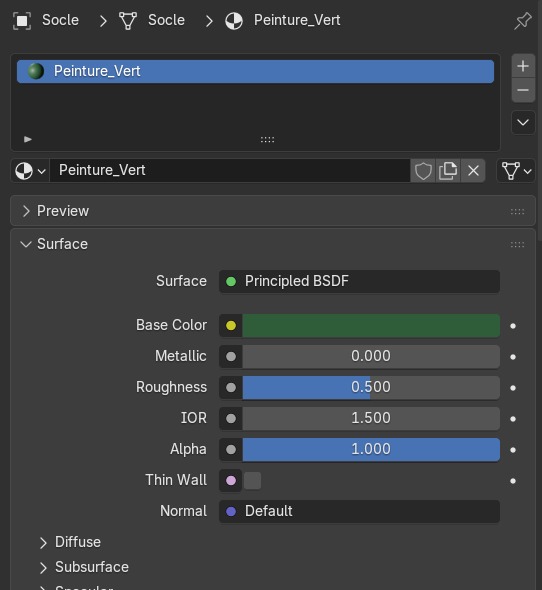 Socle > Socle > Peinture_Vert
Peinture_Vert
Peinture_Vert
Preview
Surface
Surface Principled BSDF
Base Color
Metallic 0.000
Roughness 0.500
IOR 1.500
Alpha 1.000
Thin Wall
Normal Default
Diffuse
Subsurface